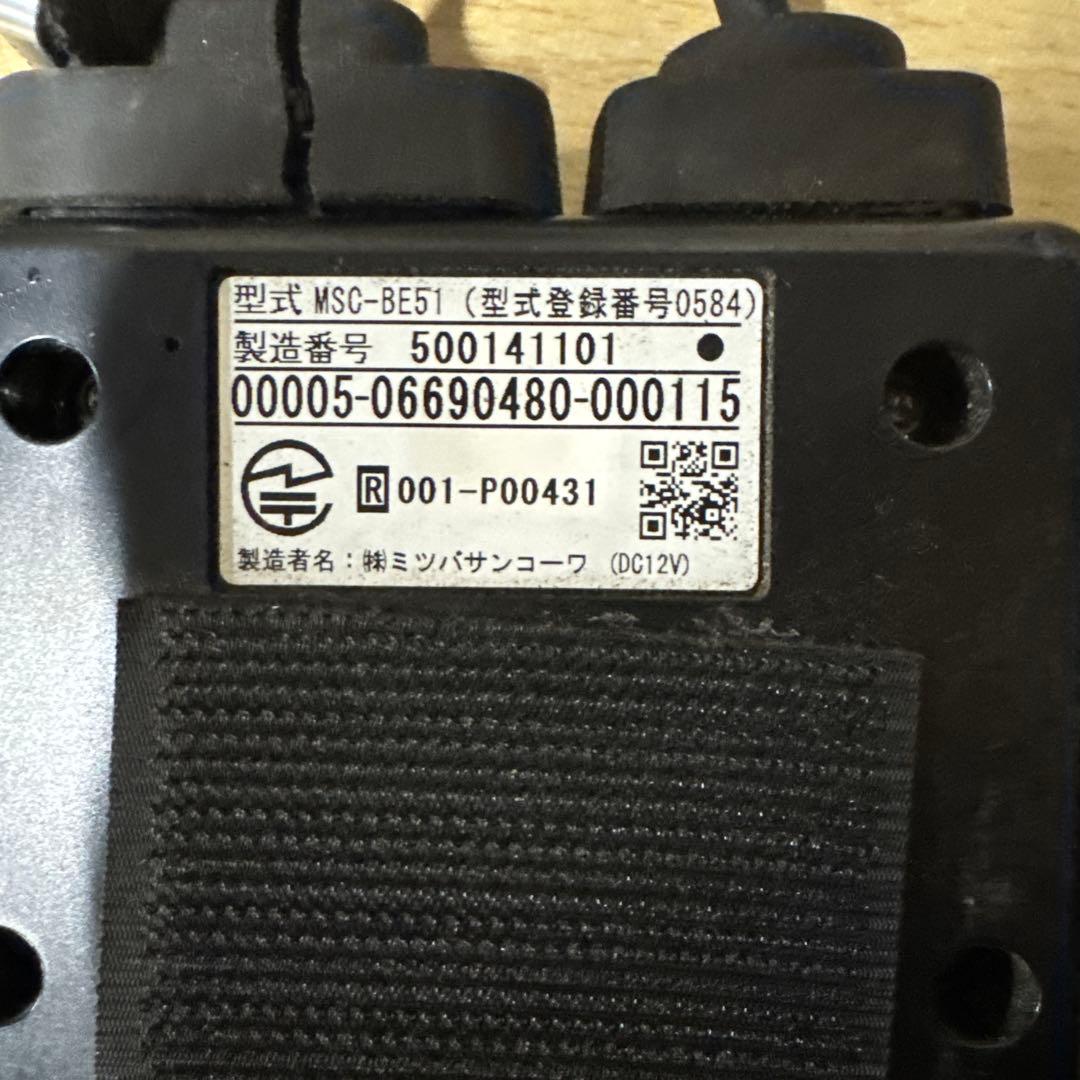 型式 MSC-BE51 (型式登録番号0584)
製造番号 500141101 ●
00005-06690480-000115
R 001-P00431
製造者名:㈱ミツバサンコーワ (DC12V)